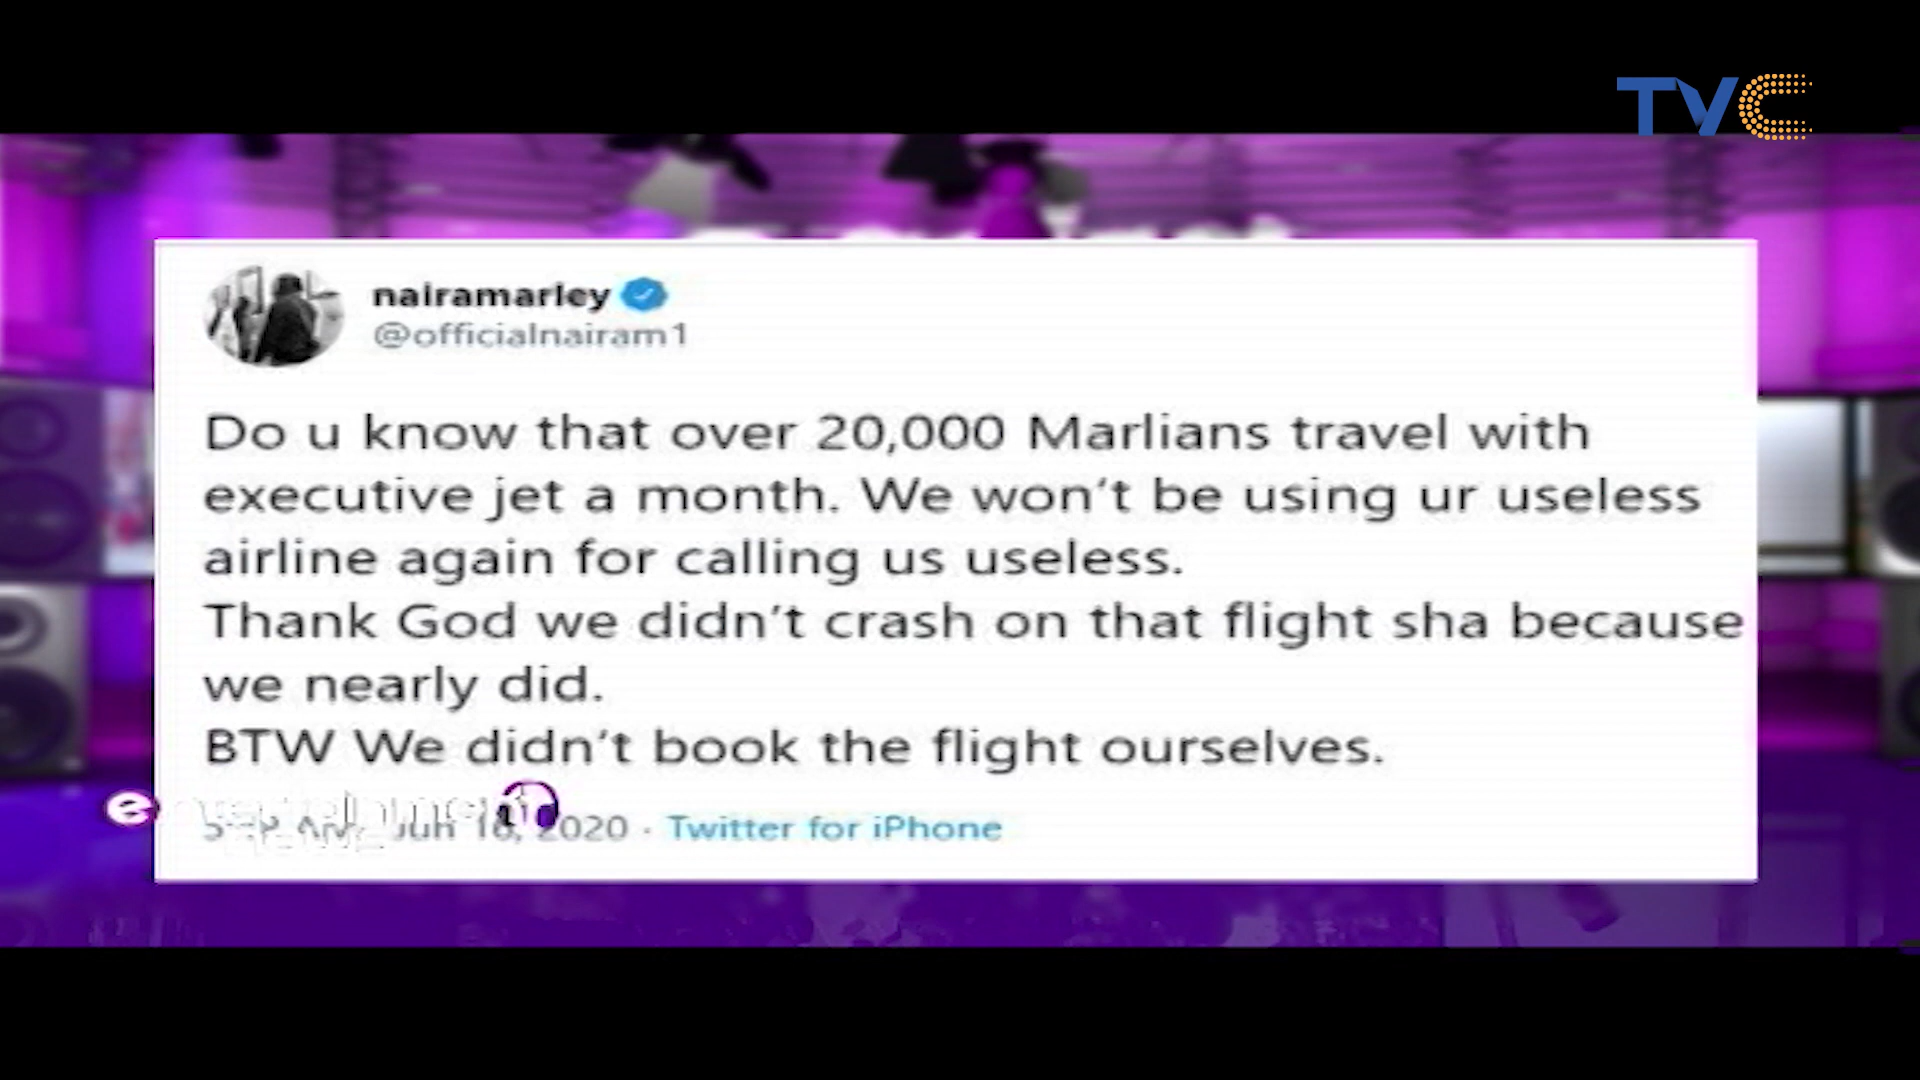 TVC
nairamarley
@officialnairam1
Do u know that over 20,000 Marlians travel with
executive jet a month. We won't be using ur useless
airline again for calling us useless.
Thank God we didn't crash on that flight sha because
we nearly did.
BTW We didn't book the flight ourselves.
2020 · Twitter for iPhone